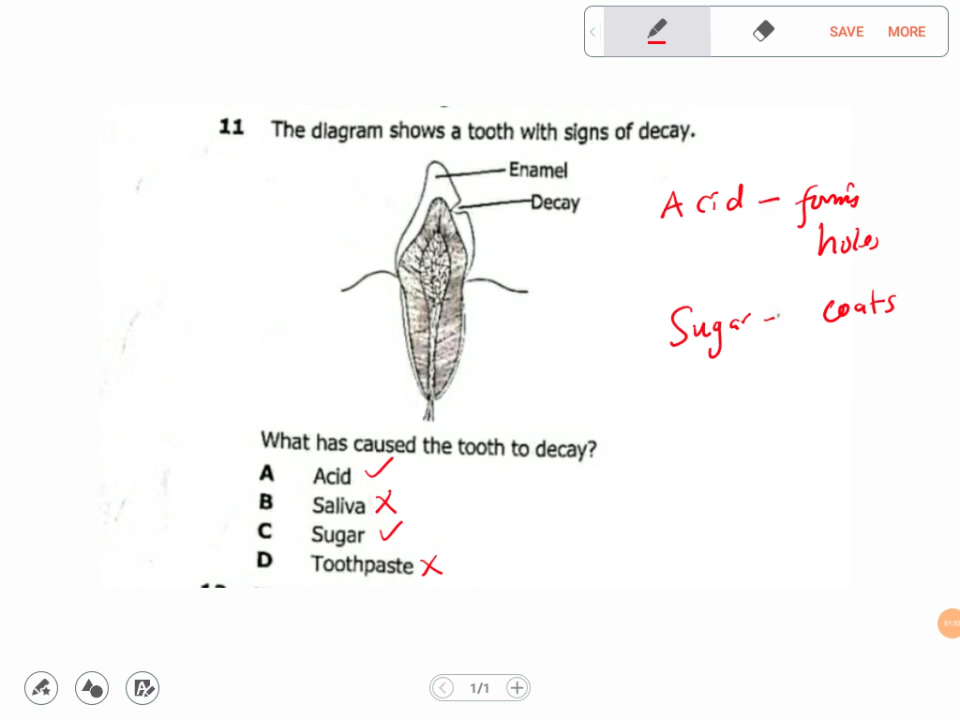 SAVE MORE
11 The diagram shows a tooth with signs of decay.
Enamel
Decay
Acid - forms
holes
Sugar - coats
What has caused the tooth to decay?
A Acid ✓
B Saliva X
C Sugar ✓
D Toothpaste X
1/1